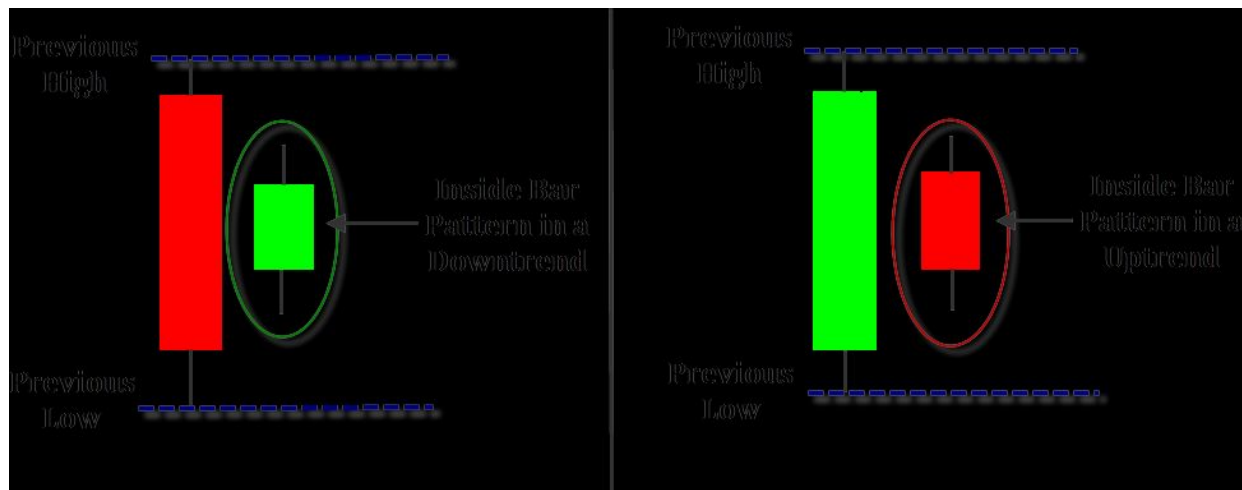 Previous
High
Inside Bar
Pattern in a
Downtrend
Previous
Low
Previous
High
Inside Bar
Pattern in a
Uptrend
Previous
Low